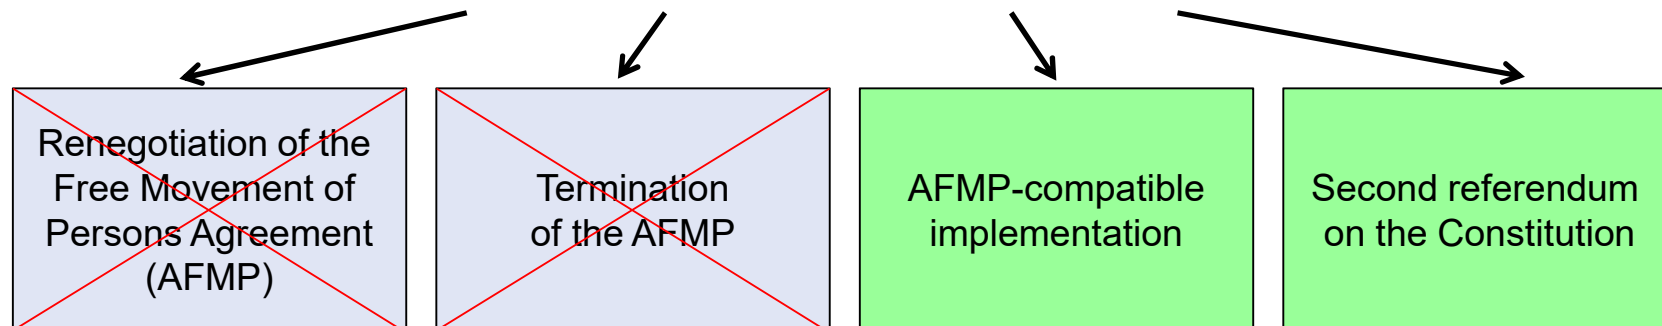 Renegotiation of the
Free Movement of
Persons Agreement
(AFMP)
Termination
of the AFMP
AFMP-compatible
implementation
Second referendum
on the Constitution